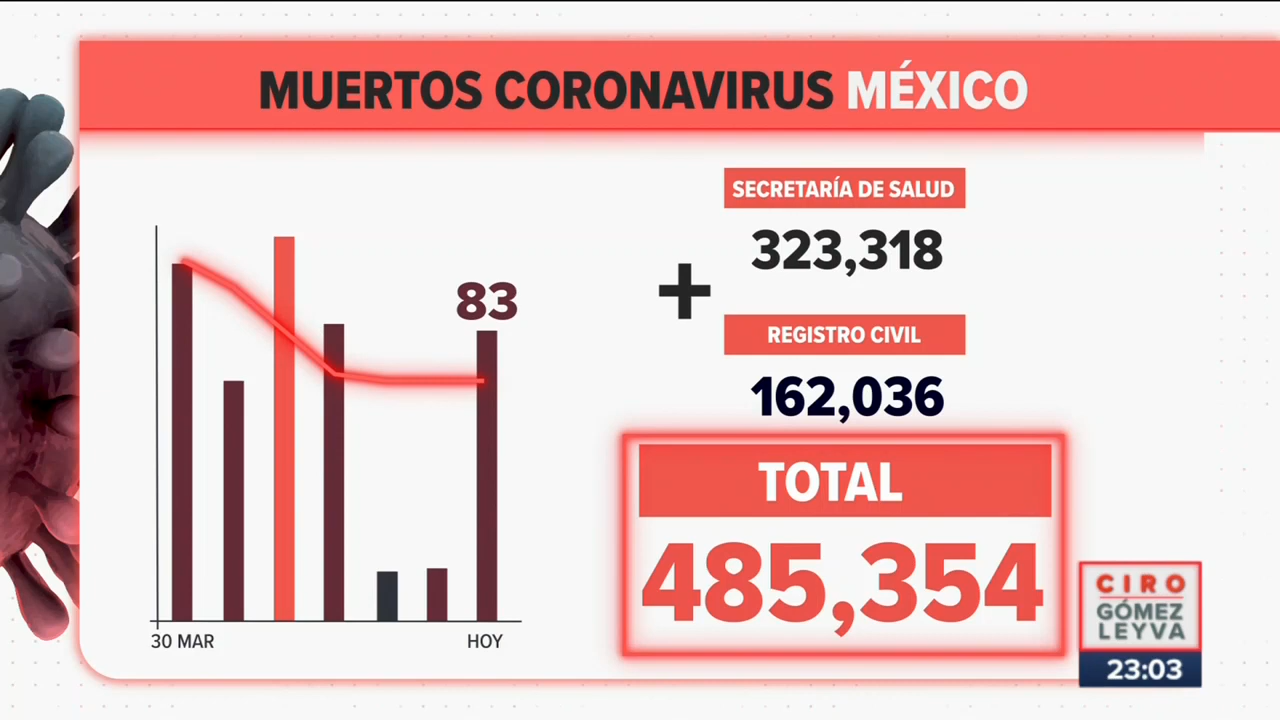 MUERTOS CORONAVIRUS MÉXICO
SECRETARÍA DE SALUD
323,318
+
REGISTRO CIVIL
162,036
TOTAL
485,354
83
30 MAR
HOY
CIRO
GÓMEZ
LEYVA
23:03